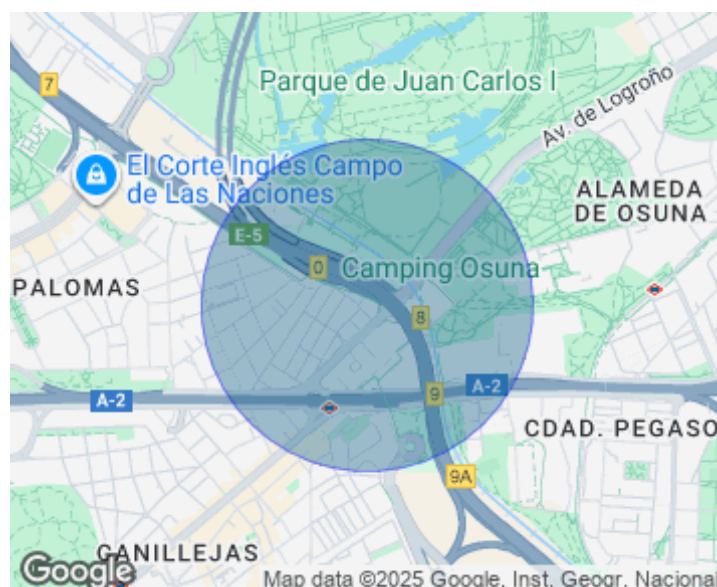 Parque de Juan Carlos I
7
Av. de Logroño
El Corte Inglés Campo
de Las Naciones
ALAMEDA
DE OSUNA
E-5
0
Camping Osuna
PALOMAS
8
A-2
9
A-2
CDAD. PEGASO
9A
CANILLEJAS
Google
Map data ©2025 Google, Inst. Geogr. Nacional